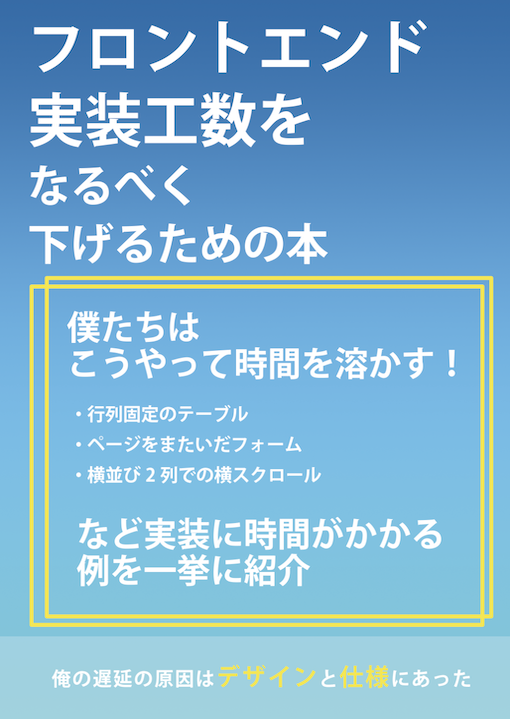 フロントエンド
実装工数を
なるべく
下げるための本
僕たちは
こうやって時間を溶かす！
・行列固定のテーブル
・ページをまたいだフォーム
・横並び 2 列での横スクロール
など実装に時間がかかる
例を一挙に紹介
俺の遅延の原因はデザインと仕様にあった